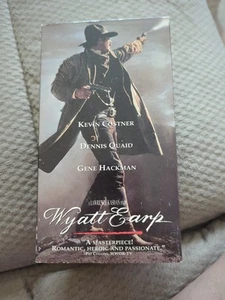 KEVIN COSTNER
DENNIS QUAID
GENE HACKMAN
Wyatt Earp
"A MASTERPIECE!
ROMANTIC, HEROIC AND PASSIONATE."